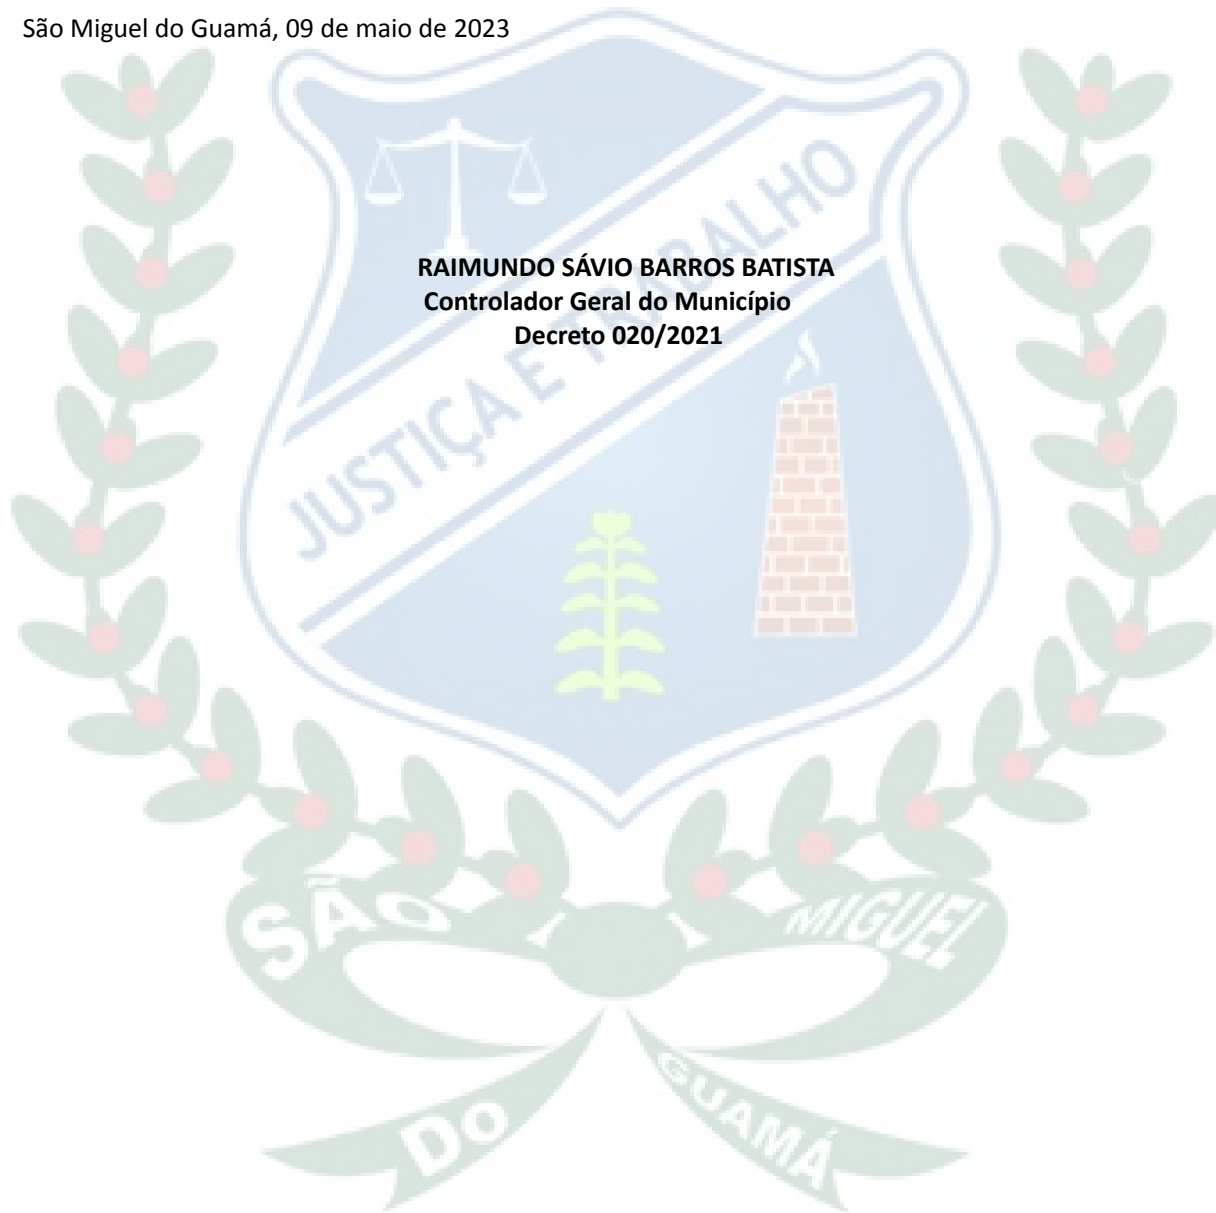 São Miguel do Guamá, 09 de maio de 2023
RAIMUNDO SÁVIO BARROS BATISTA
Controlador Geral do Município
Decreto 020/2021
JUSTIÇA E TRABALHO
SÃO MIGUEL
DO GUAMÁ